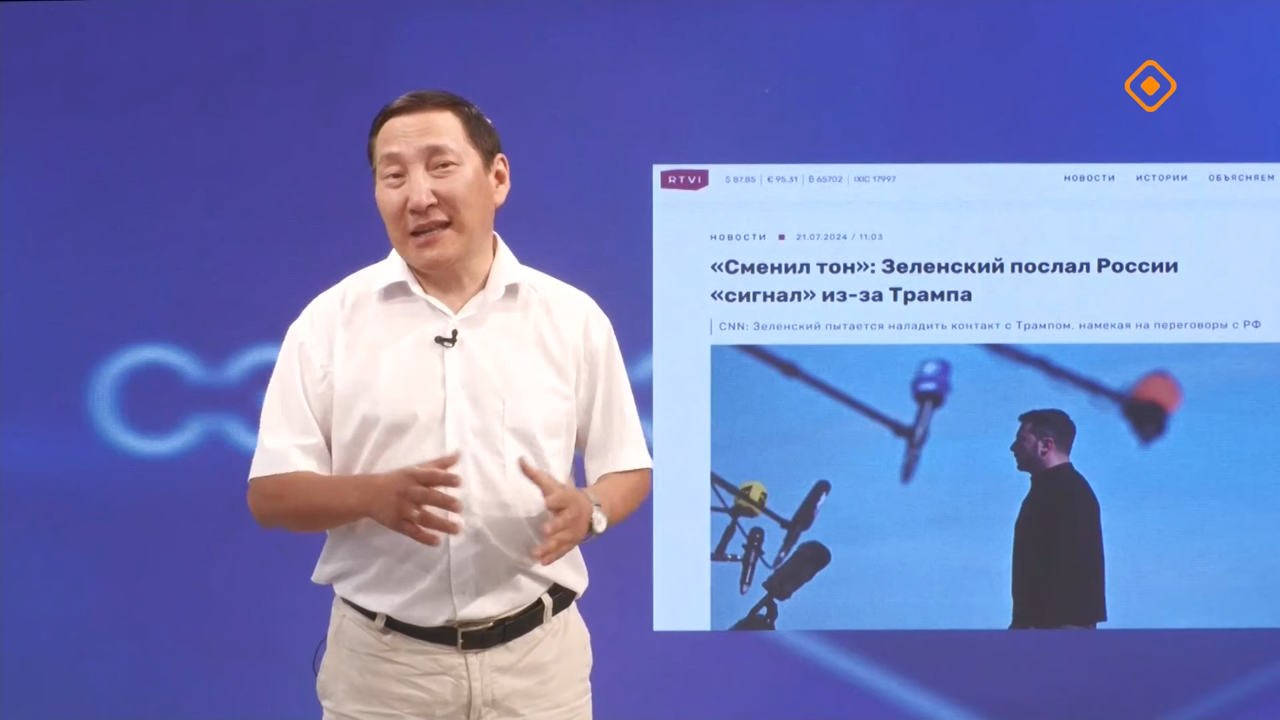 RTVI
$ 87.85 | € 95.31 | ₿ 65702 | IXIC 17997
НОВОСТИ ИСТОРИИ ОБЪЯСНЯЕМ
НОВОСТИ ■ 21.07.2024 / 11:03
«Сменил тон»: Зеленский послал России
«сигнал» из-за Трампа
CNN: Зеленский пытается наладить контакт с Трампом, намекая на переговоры с РФ